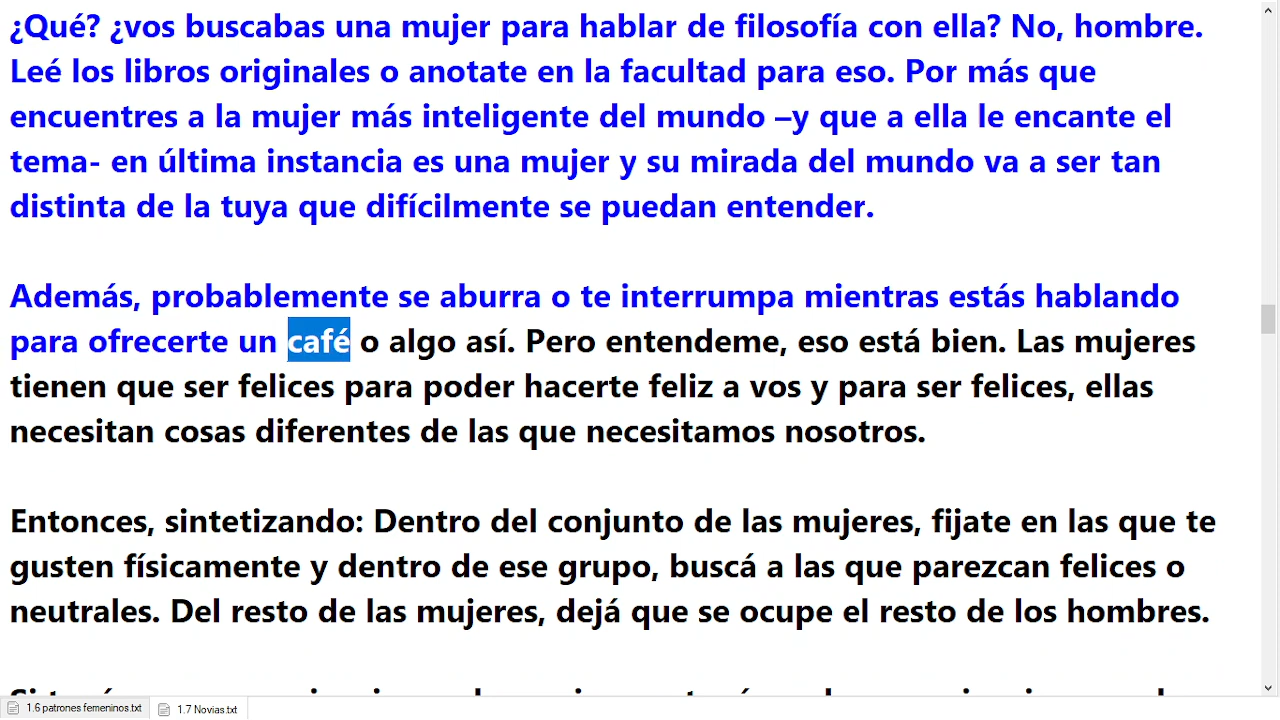 ¿Qué? ¿vos buscabas una mujer para hablar de filosofía con ella? No, hombre.
Leé los libros originales o anotate en la facultad para eso. Por más que
encuentres a la mujer más inteligente del mundo –y que a ella le encante el
tema- en última instancia es una mujer y su mirada del mundo va a ser tan
distinta de la tuya que difícilmente se puedan entender.
Además, probablemente se aburra o te interrumpa mientras estás hablando
para ofrecerte un café o algo así. Pero entendeme, eso está bien. Las mujeres
tienen que ser felices para poder hacerte feliz a vos y para ser felices, ellas
necesitan cosas diferentes de las que necesitamos nosotros.
Entonces, sintetizando: Dentro del conjunto de las mujeres, fijate en las que te
gusten físicamente y dentro de ese grupo, buscá a las que parezcan felices o
neutrales. Del resto de las mujeres, dejá que se ocupe el resto de los hombres.
1.6 patrones femeninos.txt
1.7 Novias.txt